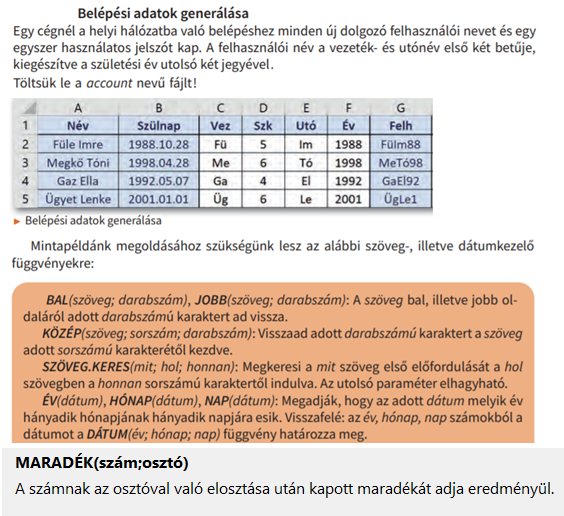 Belépési adatok generálása
Egy cégnél a helyi hálózatba való belépéshez minden új dolgozó felhasználói nevet és egy
egyszer használatos jelszót kap. A felhasználói név a vezeték- és utónév első két betűje,
kiegészítve a születési év utolsó két jegyével.
Töltsük le a account nevű fájlt!
A B C D E F G
1 Név Szülnap Vez Szk Utó Év Felh
2 Füle Imre 1988.10.28 Fü 5 Im 1988 FüIm88
3 Megkő Tóni 1998.04.28 Me 6 Tó 1998 MeTó98
4 Gaz Ella 1992.05.07 Ga 4 El 1992 GaEl92
5 Ügyet Lenke 2001.01.01 Üg 6 Le 2001 ÜgLe1
► Belépési adatok generálása
Mintapéldánk megoldásához szükségünk lesz az alábbi szöveg-, illetve dátumkezelő
függvényekre:
BAL(szöveg; darabszám), JOBB(szöveg; darabszám): A szöveg bal, illetve jobb ol-
daláról adott darabszámú karaktert ad vissza.
KÖZÉP(szöveg; sorszám; darabszám): Visszaad adott darabszámú karaktert a szöveg
adott sorszámú karakterétől kezdve.
SZÖVEG.KERES(mit; hol; honnan): Megkeresi a mit szöveg első előfordulását a hol
szövegben a honnan sorszámú karaktertől indulva. Az utolsó paraméter elhagyható.
ÉV(dátum), HÓNAP(dátum), NAP(dátum): Megadják, hogy az adott dátum melyik év
hányadik hónapjának hányadik napjára esik. Visszafelé: az év, hónap, nap számokból a
dátumot a DÁTUM(év; hónap; nap) függvény határozza meg.
MARADÉK(szám;osztó)
A számnak az osztóval való elosztása után kapott maradékát adja eredményül.